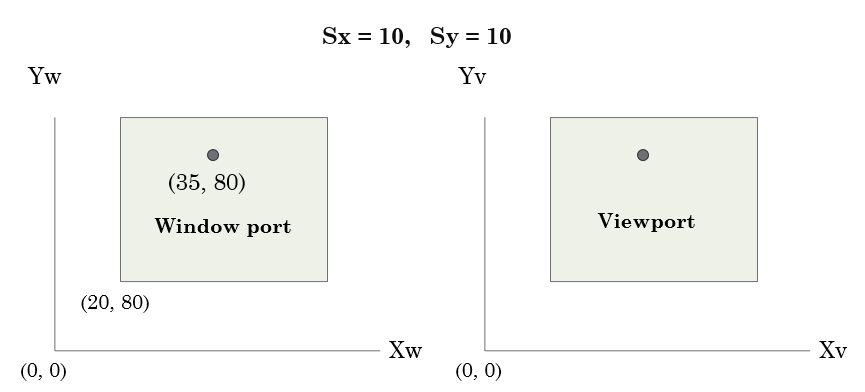 Sx = 10, Sy = 10
Yw
Yv
(35, 80)
Window port
Viewport
(20, 80)
Xw
Xv
(0, 0)
(0, 0)